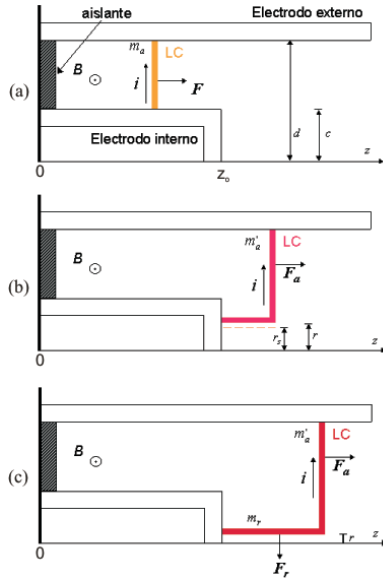 aislante
Electrodo externo
m_a LC
B
i F
(a)
d c
Electrodo interno
z
0 Z_o
m'_a LC
B
i F_a
(b)
r_s r
0 z
m'_a LC
B
i F_a
(c)
m_r
r
0 z
F_r